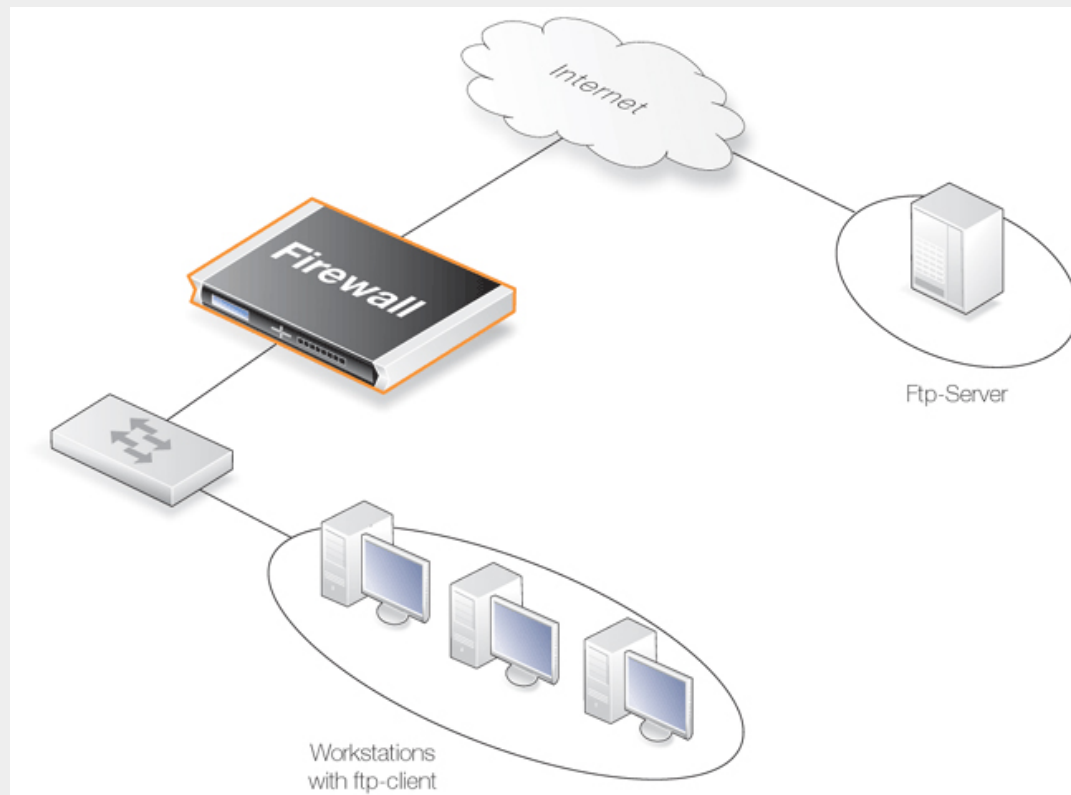 Internet
Firewall
Ftp-Server
Workstations
with ftp-client